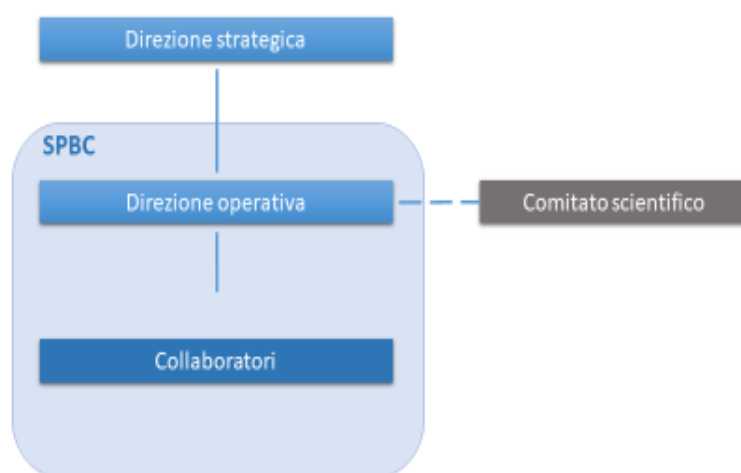 Direzione strategica
SPBC
Direzione operativa
Comitato scientifico
Collaboratori